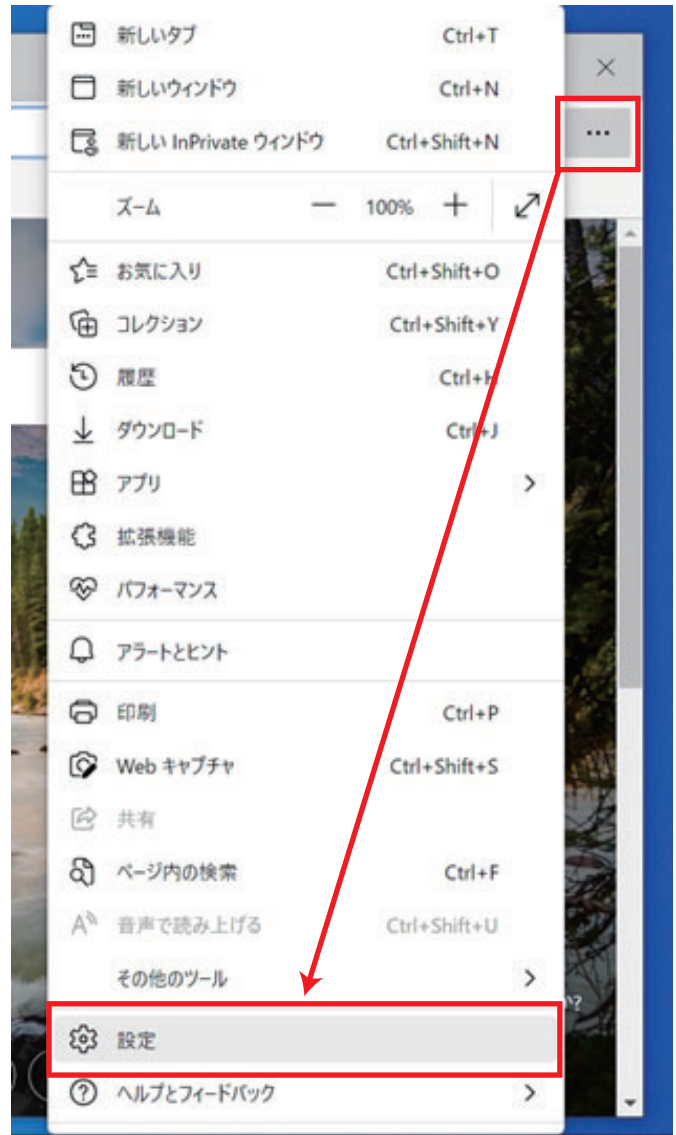 新しいタブ Ctrl+T
新しいウィンドウ Ctrl+N
新しい InPrivate ウィンドウ Ctrl+Shift+N
ズーム 100%
お気に入り Ctrl+Shift+O
コレクション Ctrl+Shift+Y
履歴 Ctrl+H
ダウンロード Ctrl+J
アプリ
拡張機能
パフォーマンス
アラートとヒント
印刷 Ctrl+P
Web キャプチャ Ctrl+Shift+S
共有
ページ内の検索 Ctrl+F
音声で読み上げる Ctrl+Shift+U
その他のツール
設定
ヘルプとフィードバック